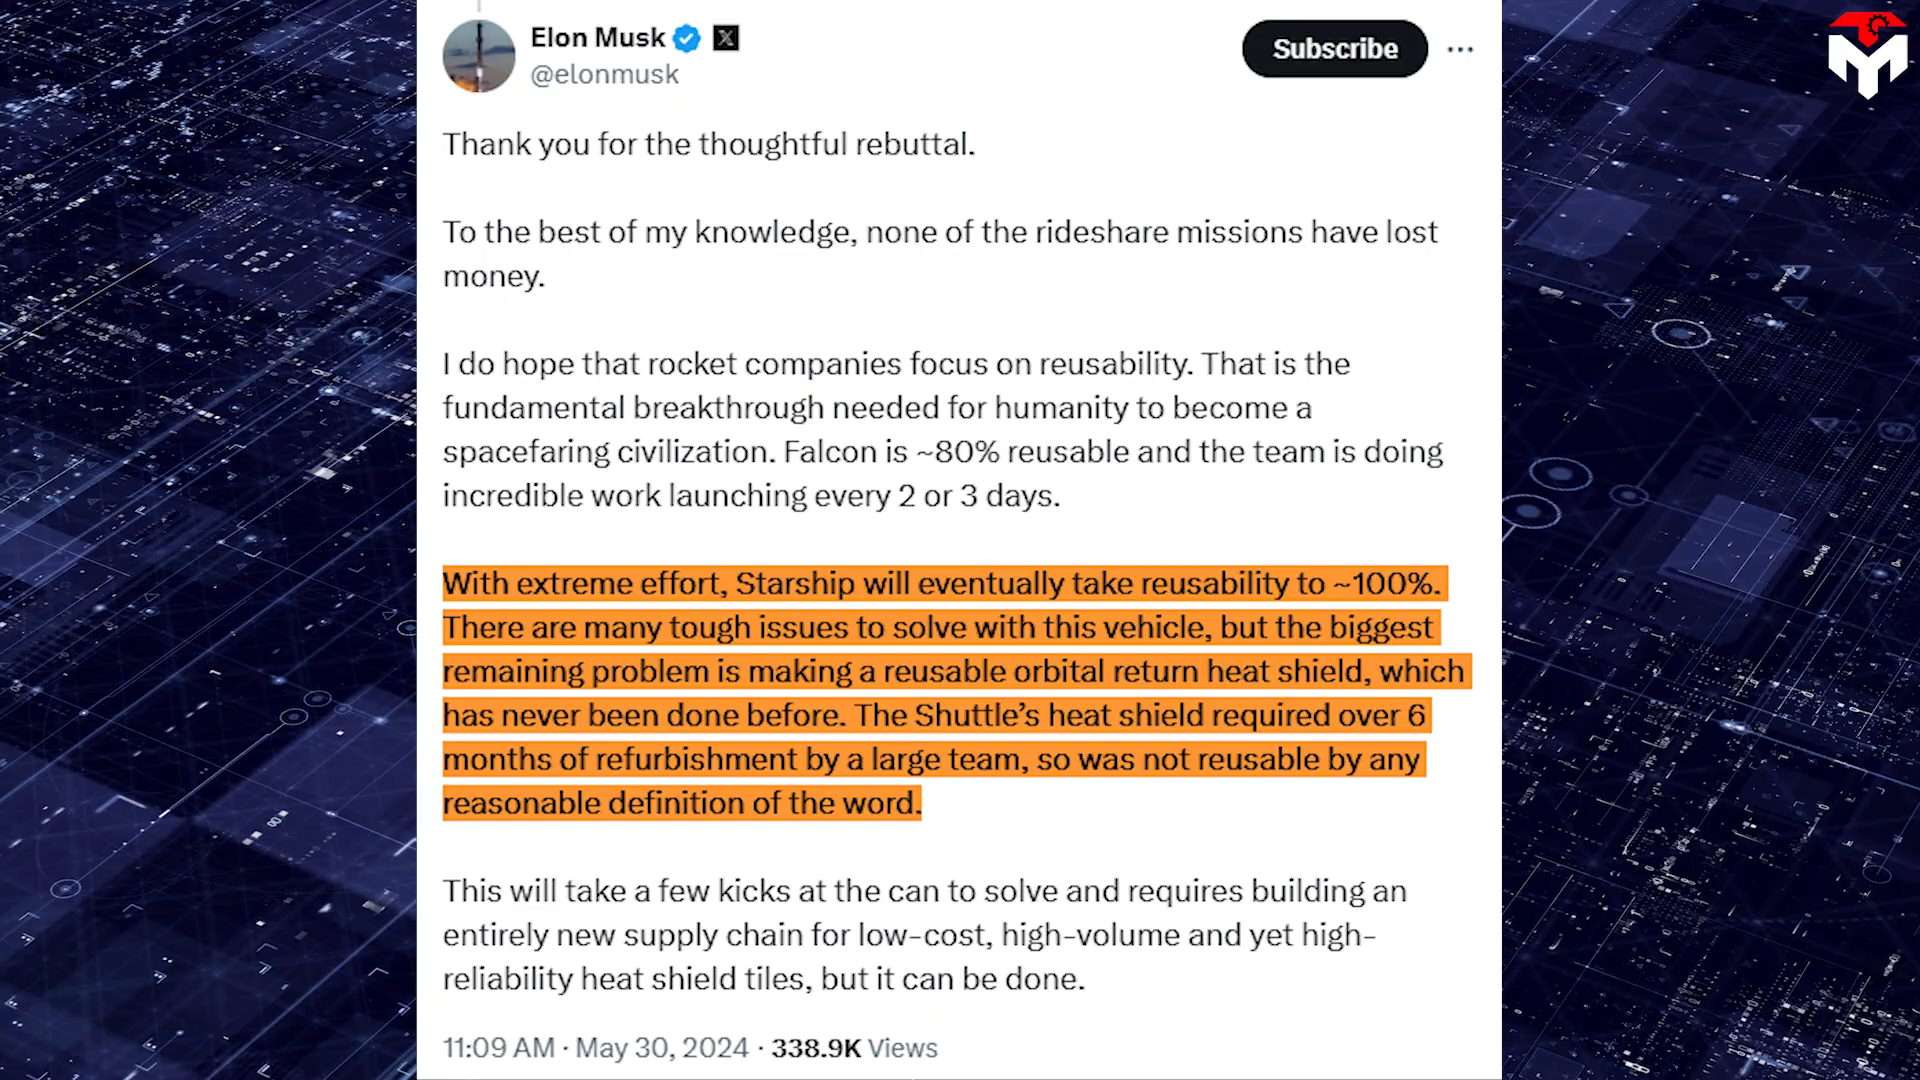 Elon Musk
@elonmusk
Subscribe
Thank you for the thoughtful rebuttal.
To the best of my knowledge, none of the rideshare missions have lost
money.
I do hope that rocket companies focus on reusability. That is the
fundamental breakthrough needed for humanity to become a
spacefaring civilization. Falcon is ~80% reusable and the team is doing
incredible work launching every 2 or 3 days.
With extreme effort, Starship will eventually take reusability to ~100%.
There are many tough issues to solve with this vehicle, but the biggest
remaining problem is making a reusable orbital return heat shield, which
has never been done before. The Shuttle’s heat shield required over 6
months of refurbishment by a large team, so was not reusable by any
reasonable definition of the word.
This will take a few kicks at the can to solve and requires building an
entirely new supply chain for low-cost, high-volume and yet high-
reliability heat shield tiles, but it can be done.
11:09 AM · May 30, 2024 · 338.9K Views